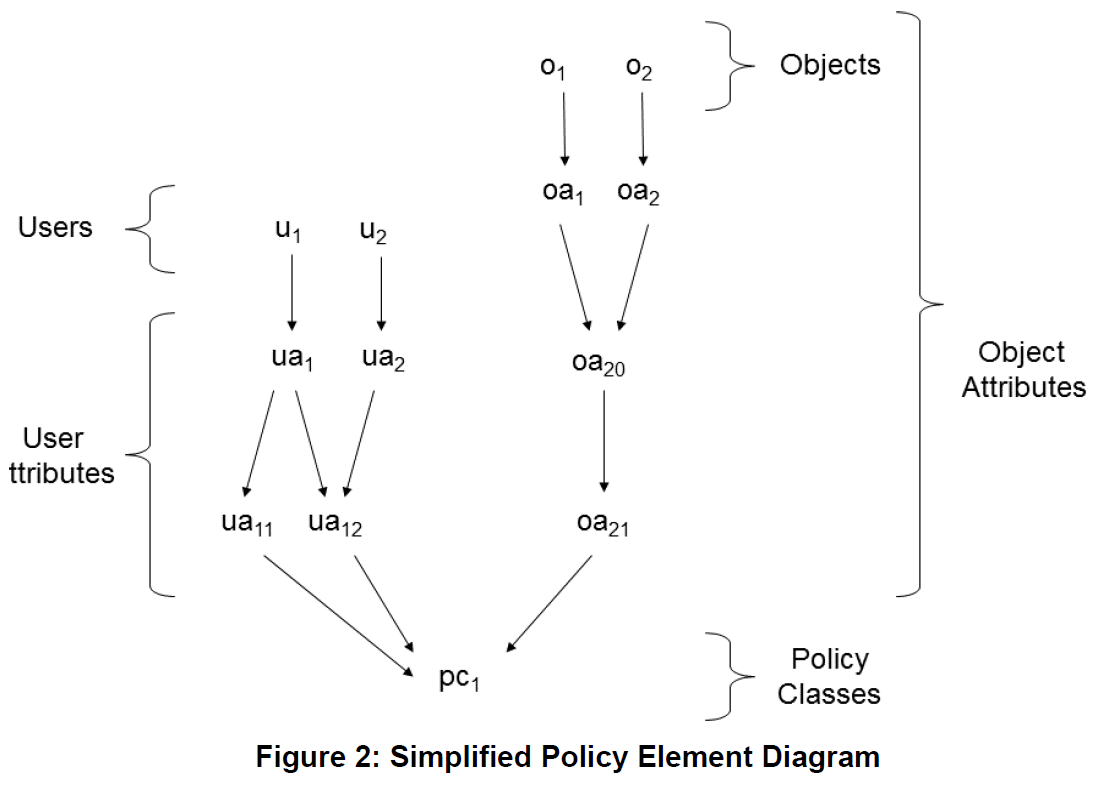 o1 o2 Objects
oa1 oa2
Users u1 u2
ua1 ua2 oa20
Object
Attributes
User
ttributes
ua11 ua12 oa21
pc1
Policy
Classes
Figure 2: Simplified Policy Element Diagram